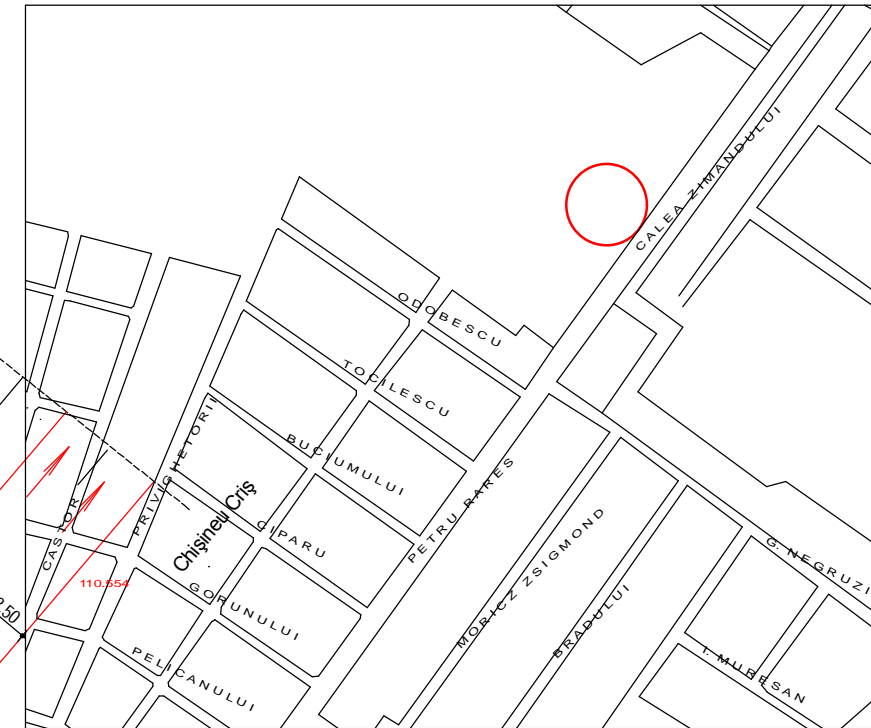 CALEA ZIMANDULUI
ODOBESCU
TOCILESCU
BUCIUMULUI
PRIVIGHETORII
Chişineu Criş
PETRU RARES
CIPARU
CASTOR
MORICZ ZSIGMOND
G. NEGRUZI
110.554
GORUNULUI
BRADULUI
PELICANULUI
T. MURESAN